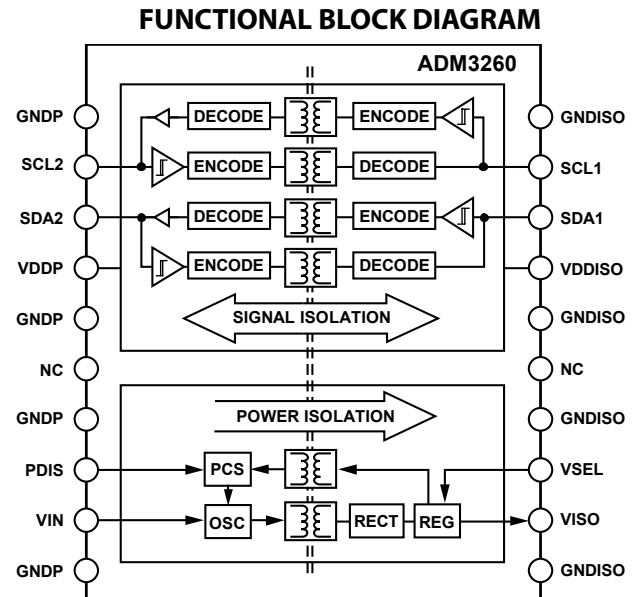 FUNCTIONAL BLOCK DIAGRAM
ADM3260
GNDP DECODE ENCODE GNDISO
SCL2 ENCODE DECODE SCL1
SDA2 DECODE ENCODE SDA1
VDDP ENCODE DECODE VDDISO
GNDP SIGNAL ISOLATION GNDISO
NC NC
GNDP POWER ISOLATION GNDISO
PDIS PCS VSEL
VIN OSC RECT REG VISO
GNDP GNDISO